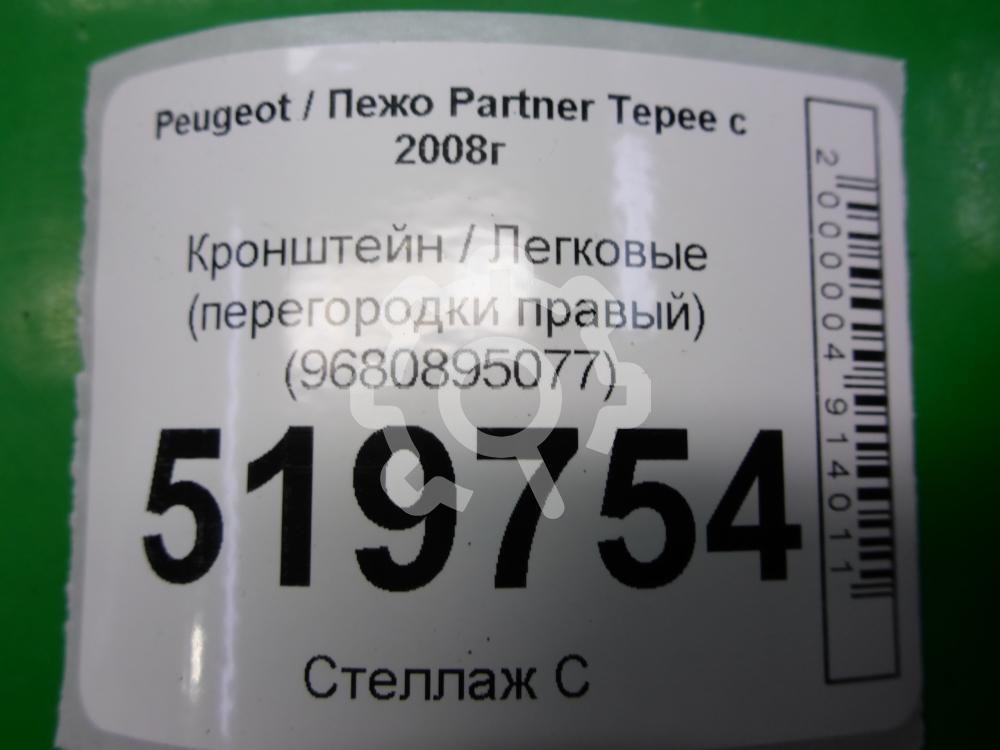 Peugeot / Пежо Partner Tepee с
2008г
Кронштейн / Легковые
(перегородки правый)
(9680895077)
519754
Стеллаж С
2000004914011